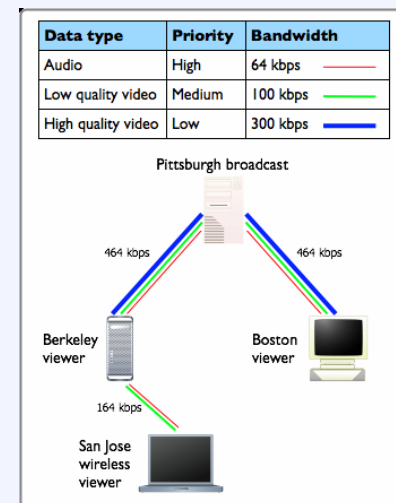 Data type Priority Bandwidth
Audio High 64 kbps
Low quality video Medium 100 kbps
High quality video Low 300 kbps
Pittsburgh broadcast
464 kbps 464 kbps
Berkeley
viewer
Boston
viewer
164 kbps
San Jose
wireless
viewer